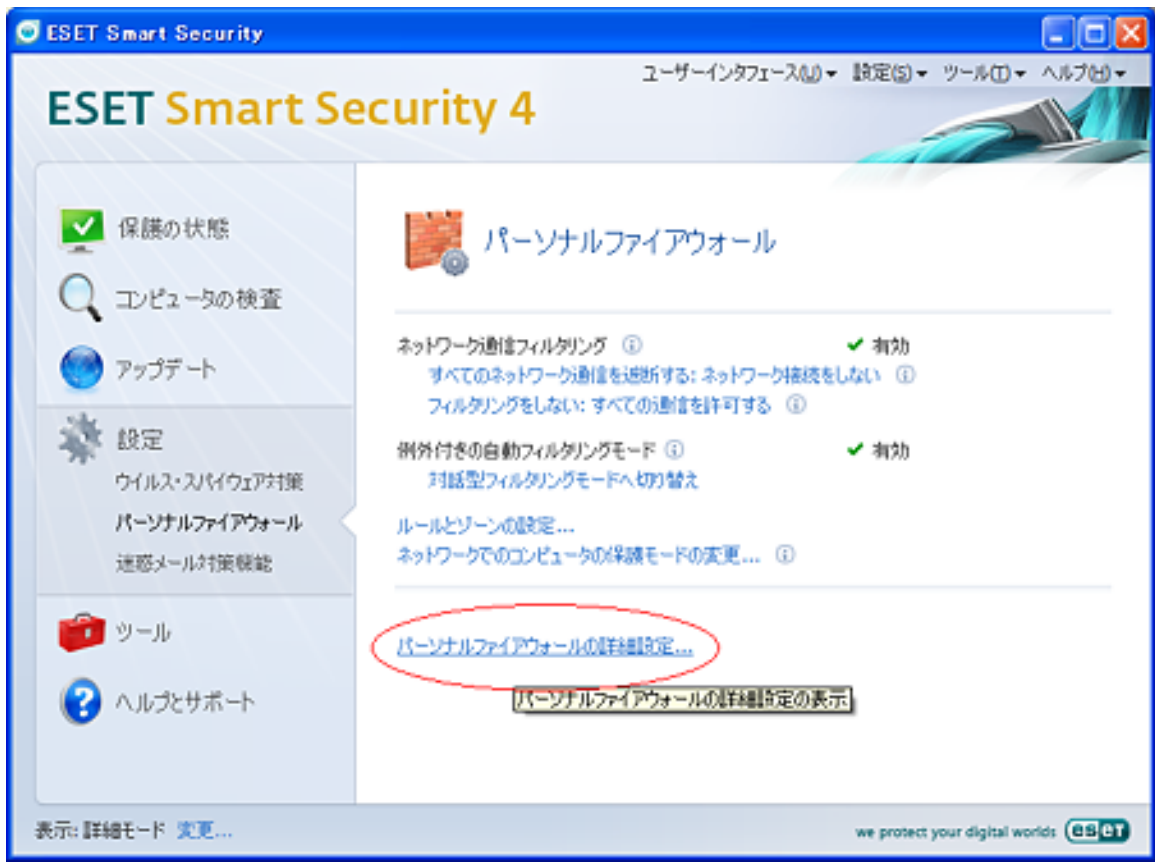 ESET Smart Security
ユーザーインタフェース(U) 設定(S) ツール(T) ヘルプ(H)
ESET Smart Security 4
保護の状態
コンピュータの検査
アップデート
設定
ウイルス・スパイウェア対策
パーソナルファイアウォール
迷惑メール対策機能
ツール
ヘルプとサポート
パーソナルファイアウォール
ネットワーク通信フィルタリング 有効
すべてのネットワーク通信を遮断する: ネットワーク接続をしない
フィルタリングをしない: すべての通信を許可する
例外付きの自動フィルタリングモード 有効
対話型フィルタリングモードへ切り替え
ルールとゾーンの設定...
ネットワークでのコンピュータの保護モードの変更...
パーソナルファイアウォールの詳細設定...
パーソナルファイアウォールの詳細設定の表示
表示: 詳細モード 変更...
we protect your digital worlds eseT